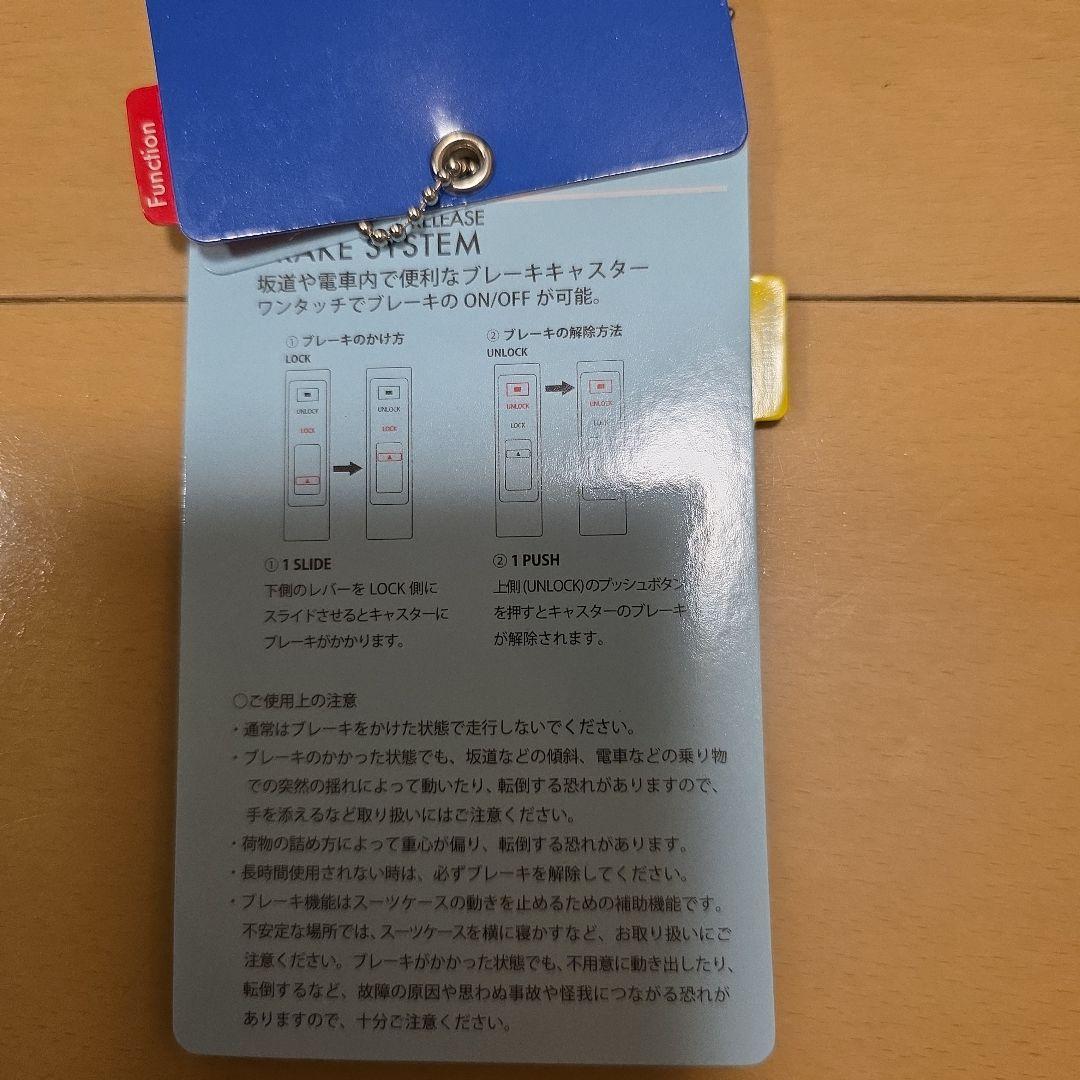 Function
RELEASE
SYSTEM
坂道や電車内で便利なブレーキキャスター
ワンタッチでブレーキの ON/OFF が可能。
① ブレーキのかけ方
LOCK
UNLOCK
LOCK
UNLOCK
LOCK
② ブレーキの解除方法
UNLOCK
UNLOCK
LOCK
UNLOCK
LOCK
① 1 SLIDE
下側のレバーを LOCK 側に
スライドさせるとキャスターに
ブレーキがかかります。
② 1 PUSH
上側 (UNLOCK)のプッシュボタン
を押すとキャスターのブレーキ
が解除されます。
○ご使用上の注意
・通常はブレーキをかけた状態で走行しないでください。
・ブレーキのかかった状態でも、坂道などの傾斜、電車などの乗り物
での突然の揺れによって動いたり、転倒する恐れがありますので、
手を添えるなど取り扱いにはご注意ください。
・荷物の詰め方によって重心が偏り、転倒する恐れがあります。
・長時間使用されない時は、必ずブレーキを解除してください。
・ブレーキ機能はスーツケースの動きを止めるための補助機能です。
不安定な場所では、スーツケースを横に寝かすなど、お取り扱いにご
注意ください。ブレーキがかかった状態でも、不用意に動き出したり、
転倒するなど、故障の原因や思わぬ事故や怪我につながる恐れが
ありますので、十分ご注意ください。